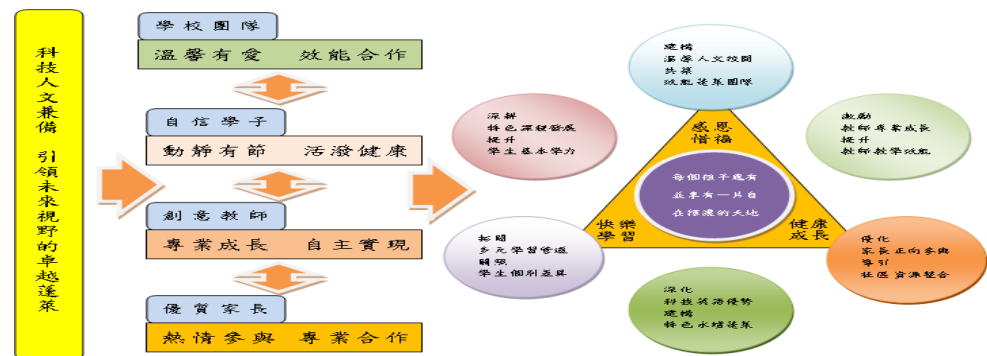 科技人文兼備 引領未來視野的卓越蓬萊
學校團隊
溫馨有愛 效能合作
自信學子
動靜有節 活潑健康
創意教師
專業成長 自主實現
優質家長
熱情參與 專業合作
建構
溫馨人文校園
共築
效能蓬萊團隊
深耕
特色課程發展
提升
學生基本學力
激勵
教師專業成長
提升
教師教學效能
感恩
惜福
每個孩子有
並享有一片自
在揮灑的天地
快樂
學習
健康
成長
多元學習管道
學生個別差異
優化
家長正向參與
導引
社區資源整合
深化
科技英語優勢
建構
特色蓬萊